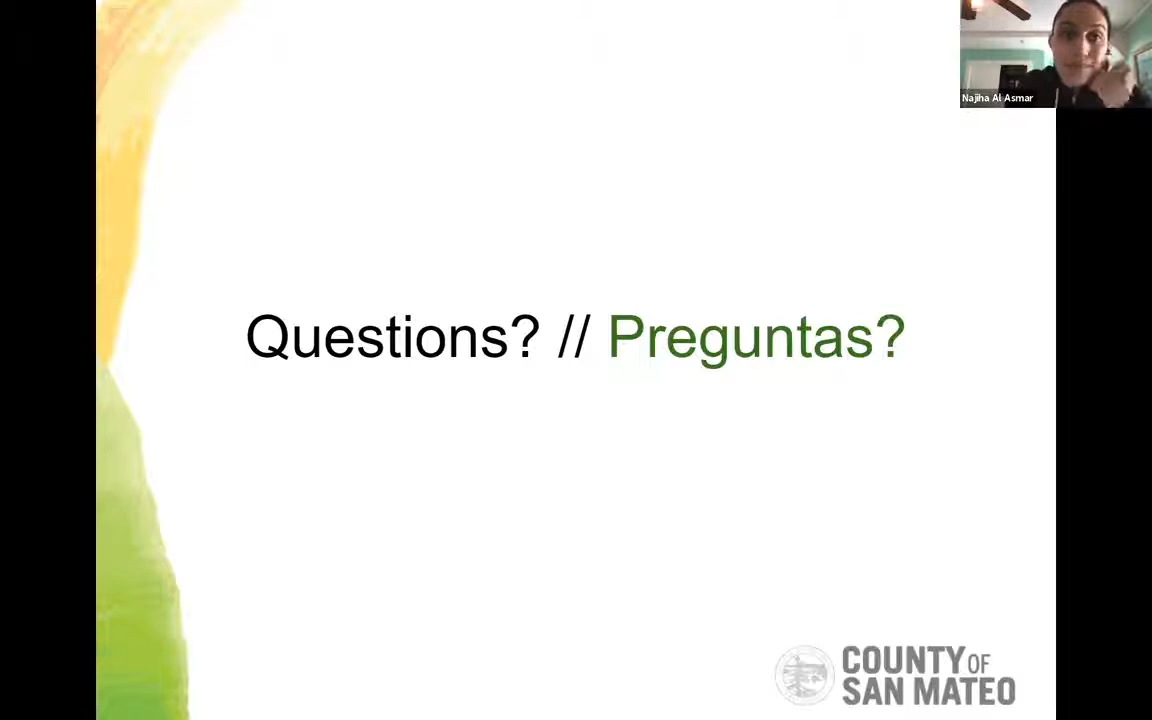 Najiha Al Asmar
Questions? // Preguntas?
COUNTY OF
SAN MATEO